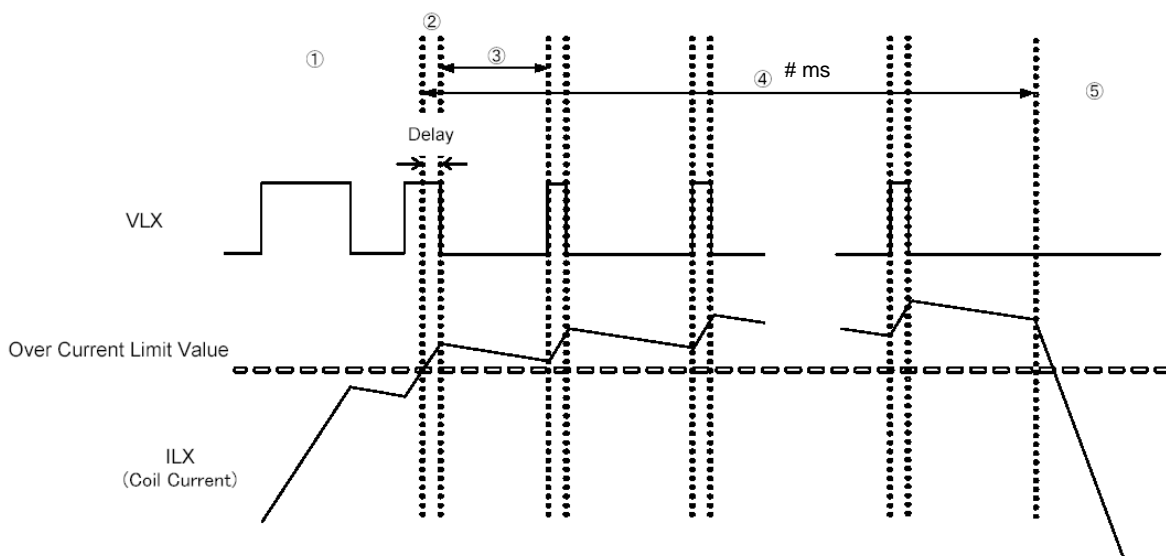 ②
①
③
④ # ms
⑤
Delay
VLX
Over Current Limit Value
ILX
(Coil Current)